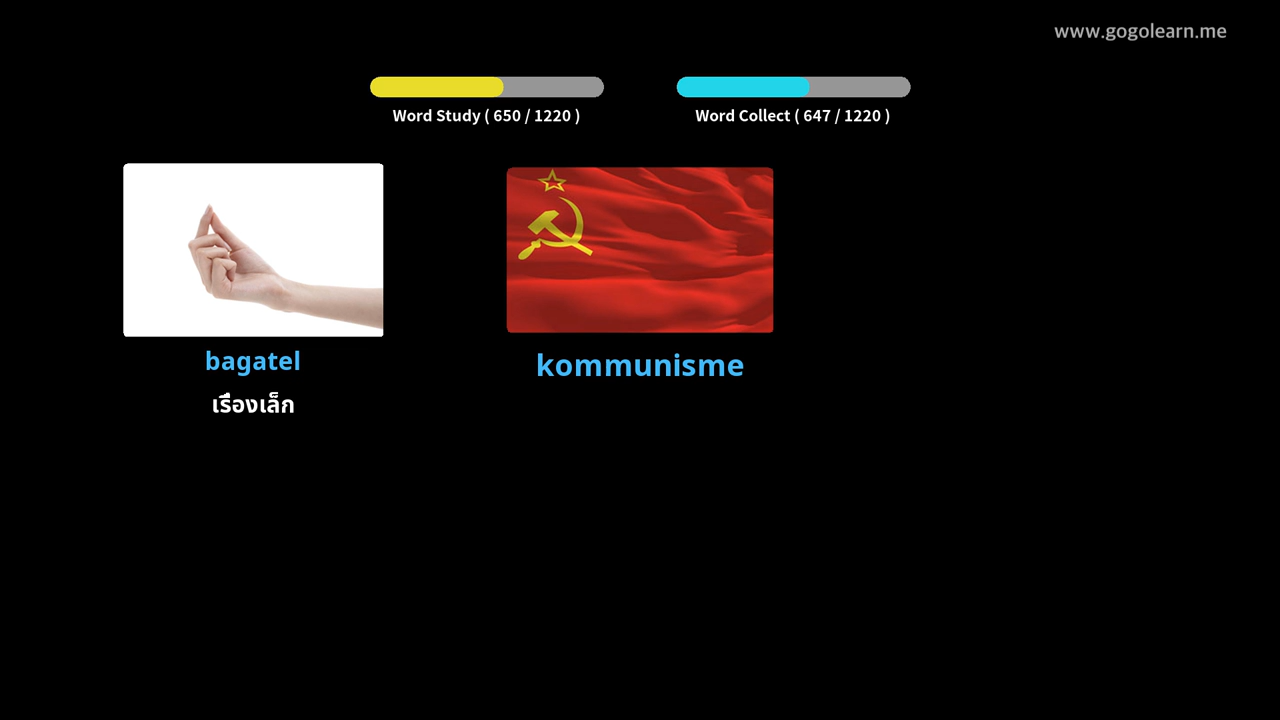 www.gogolearn.me
Word Study ( 650 / 1220 )
Word Collect ( 647 / 1220 )
bagatel
เรื่องเล็ก
kommunisme